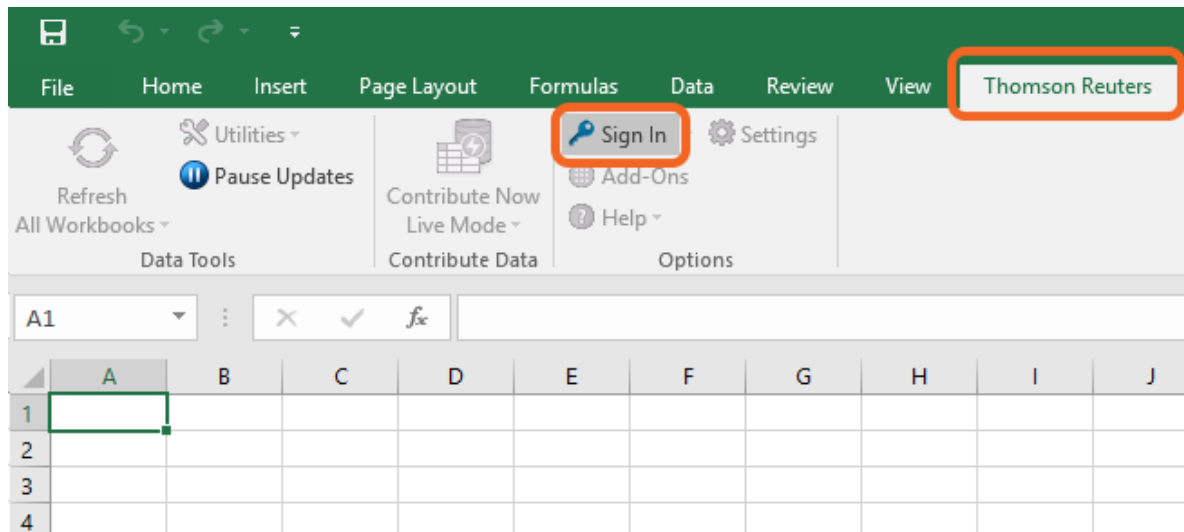 File Home Insert Page Layout Formulas Data Review View Thomson Reuters
Utilities Sign In Settings
Pause Updates Add-Ons
Refresh Contribute Now
All Workbooks Live Mode Help
Data Tools Contribute Data Options
A1 fx
A B C D E F G H I J
1
2
3
4